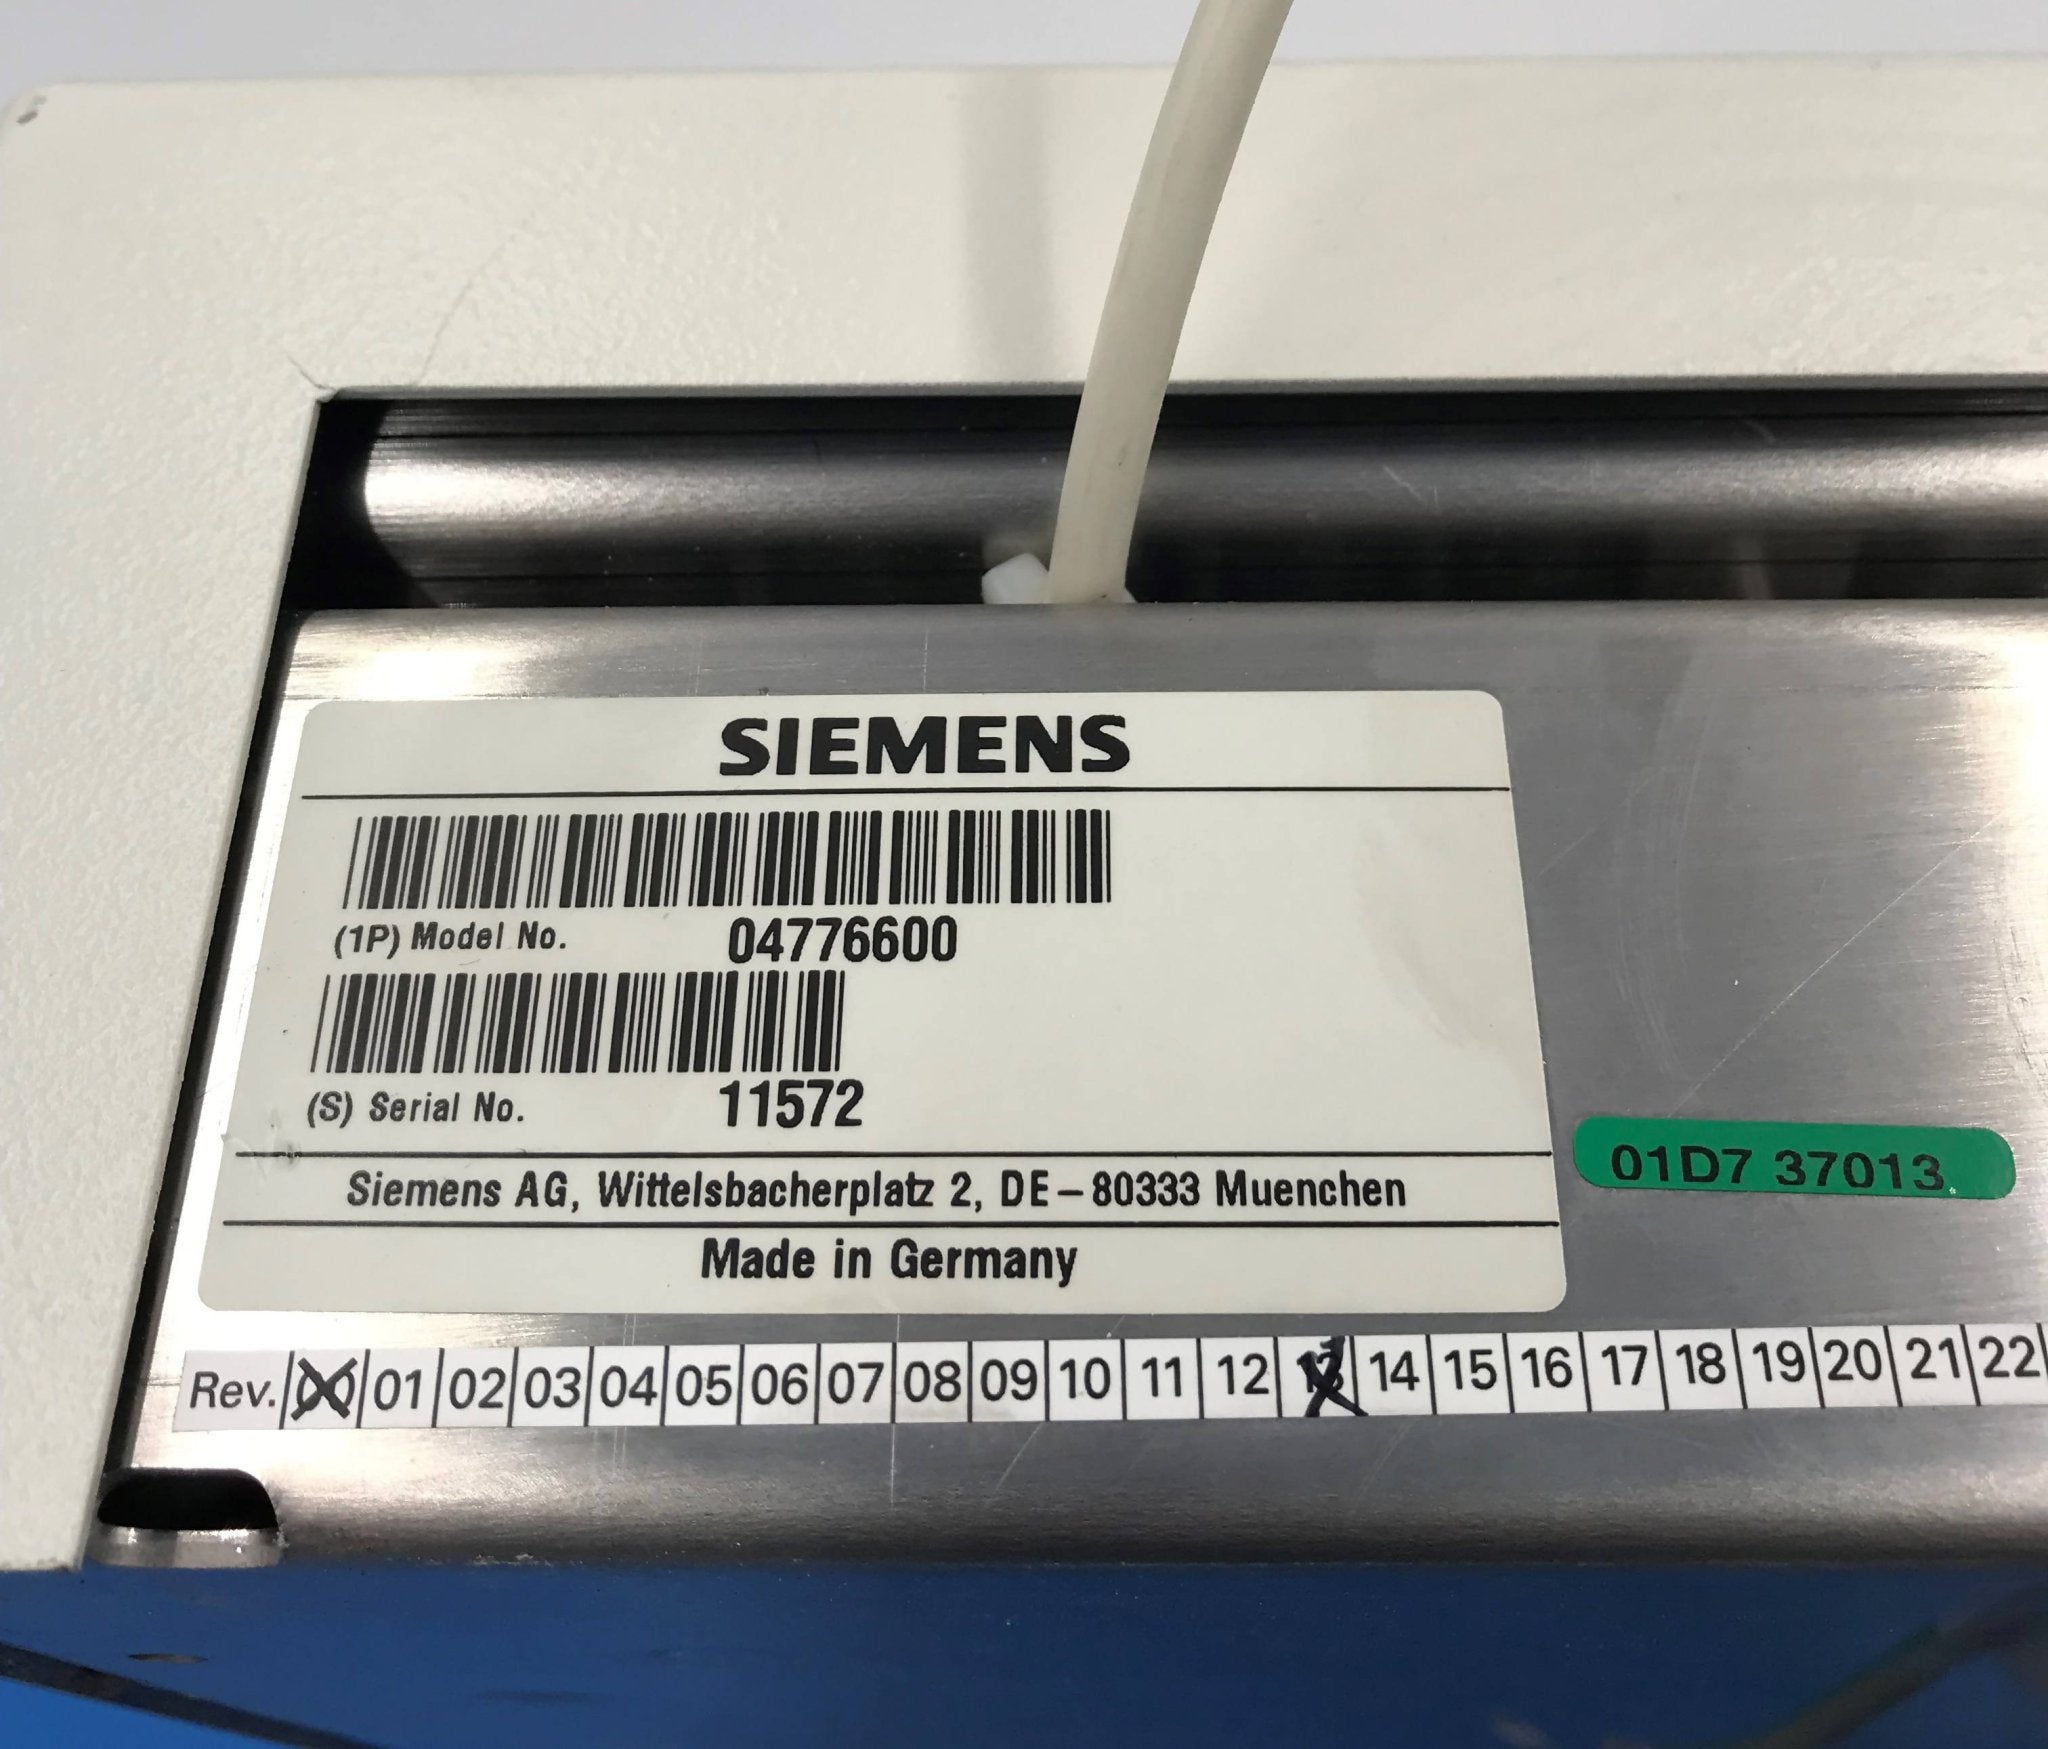 SIEMENS
(1P) Model No. 04776600
(S) Serial No. 11572
Siemens AG, Wittelsbacherplatz 2, DE-80333 Muenchen
Made in Germany
01D7 37013
Rev. 00 01 02 03 04 05 06 07 08 09 10 11 12 13 14 15 16 17 18 19 20 21 22